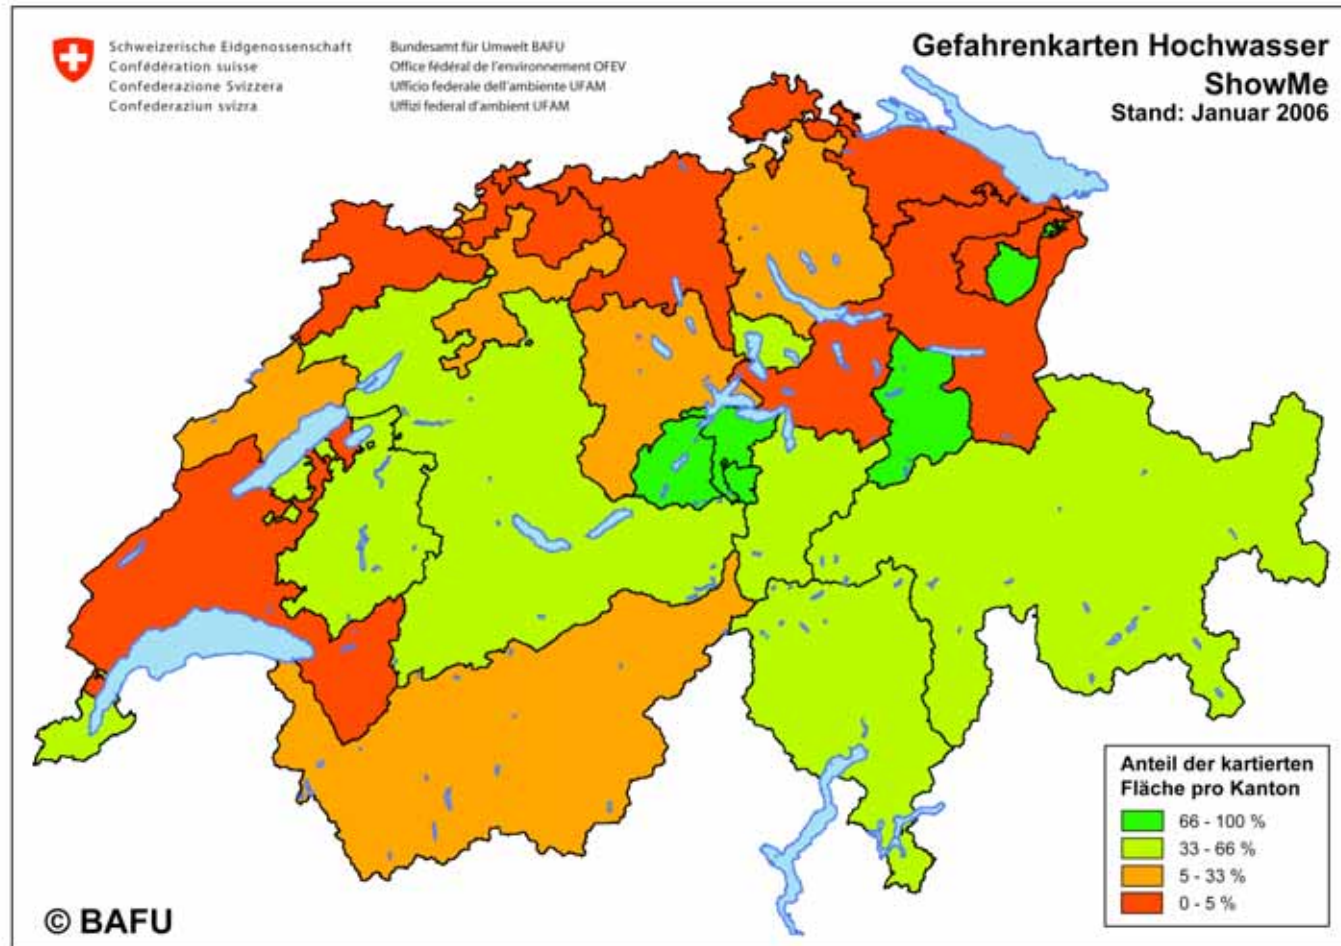 Schweizerische Eidgenossenschaft
Confédération suisse
Confederazione Svizzera
Confederaziun svizra
Bundesamt für Umwelt BAFU
Office fédéral de l'environnement OFEV
Ufficio federale dell'ambiente UFAM
Uffizi federal d'ambient UFAM
Gefahrenkarten Hochwasser
ShowMe
Stand: Januar 2006
Anteil der kartierten
Fläche pro Kanton
66 - 100 %
33 - 66 %
5 - 33 %
0 - 5 %
© BAFU